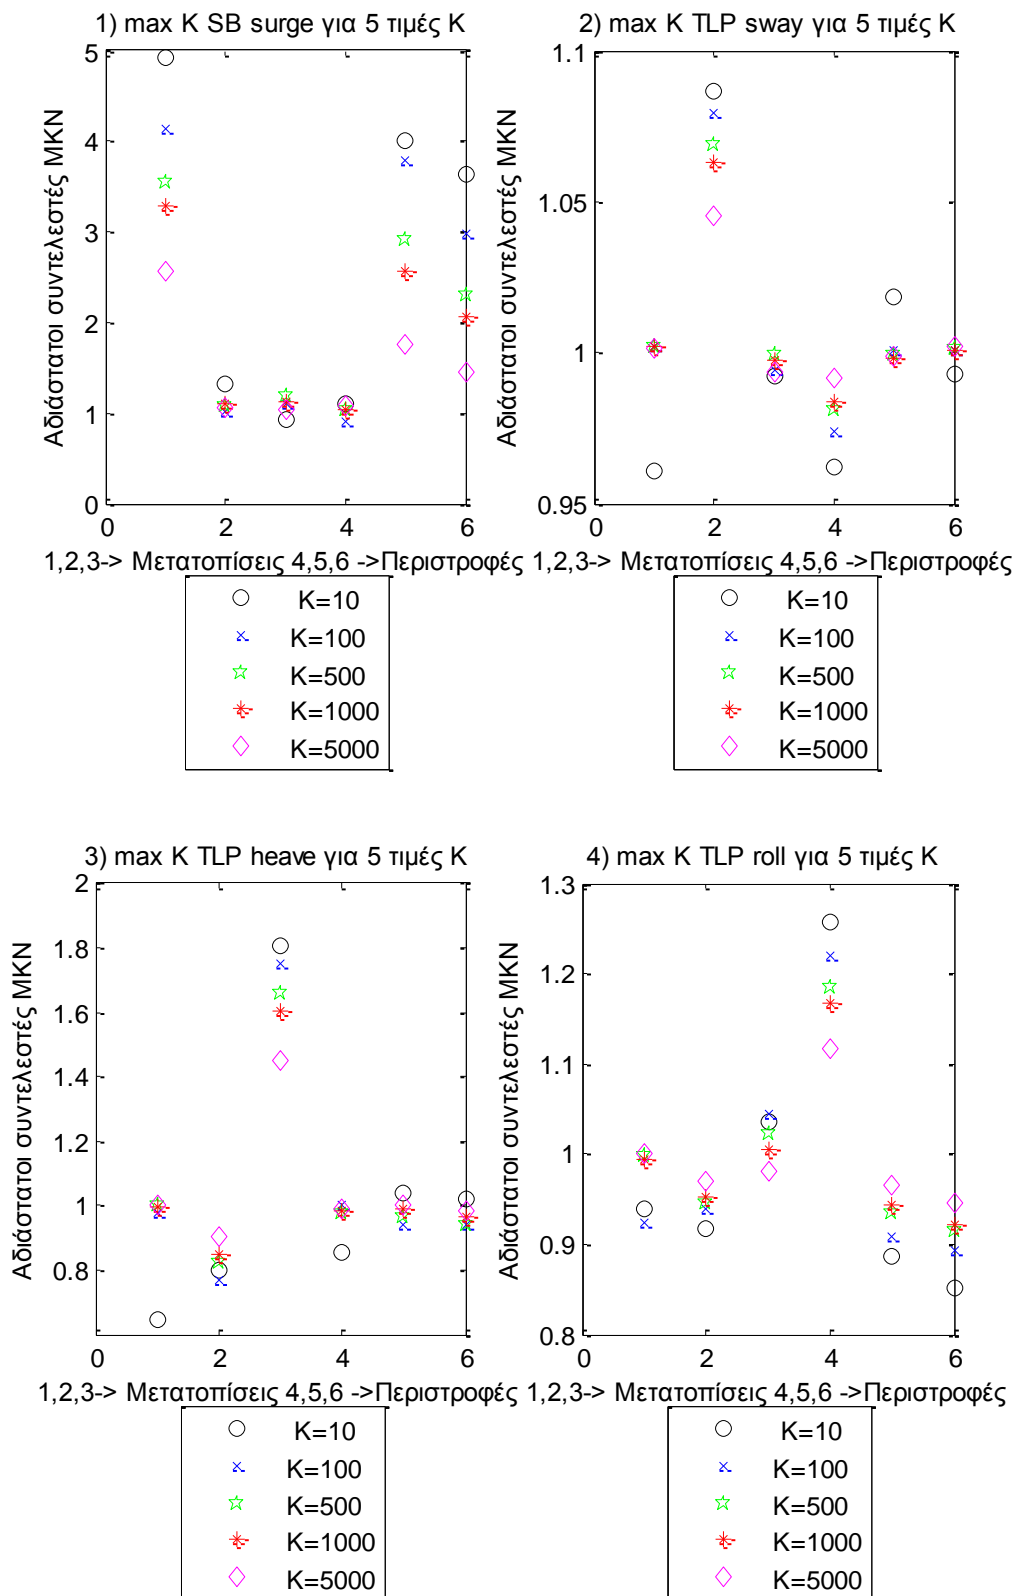 1) max K SB surge για 5 τιμές K
2) max K TLP sway για 5 τιμές K
Αδιάστατοι συντελεστές ΜΚΝ
5
4
3
2
1
0
0 2 4 6
1,2,3-> Μετατοπίσεις 4,5,6 ->Περιστροφές
K=10
K=100
K=500
K=1000
K=5000
Αδιάστατοι συντελεστές ΜΚΝ
1.1
1.05
1
0.95
0 2 4 6
1,2,3-> Μετατοπίσεις 4,5,6 ->Περιστροφές
K=10
K=100
K=500
K=1000
K=5000
3) max K TLP heave για 5 τιμές K
4) max K TLP roll για 5 τιμές K
Αδιάστατοι συντελεστές ΜΚΝ
2
1.8
1.6
1.4
1.2
1
0.8
0 2 4 6
1,2,3-> Μετατοπίσεις 4,5,6 ->Περιστροφές
K=10
K=100
K=500
K=1000
K=5000
Αδιάστατοι συντελεστές ΜΚΝ
1.3
1.2
1.1
1
0.9
0.8
0 2 4 6
1,2,3-> Μετατοπίσεις 4,5,6 ->Περιστροφές
K=10
K=100
K=500
K=1000
K=5000